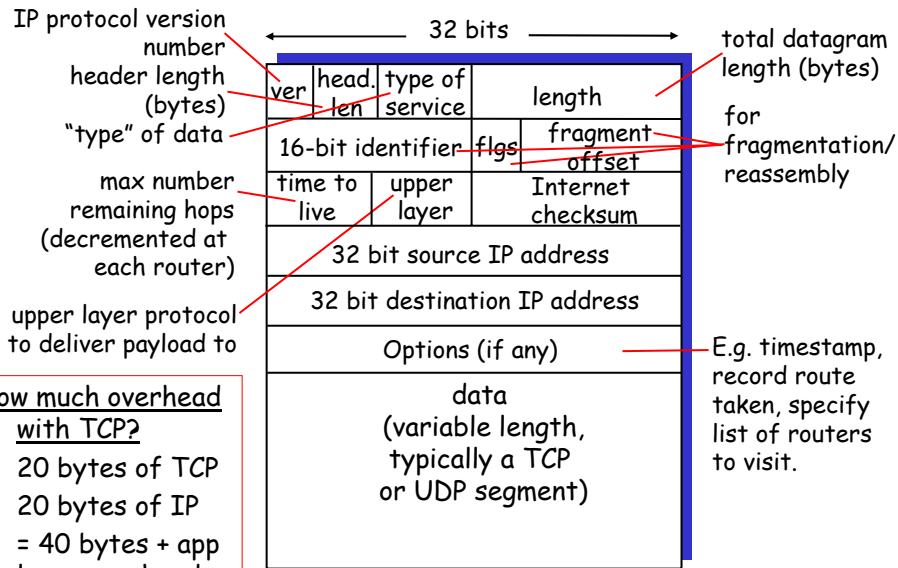 IP protocol version
number
header length
(bytes)
"type" of data
max number
remaining hops
(decremented at
each router)
upper layer protocol
to deliver payload to
32 bits
ver
head.
len
type of
service
length
16-bit identifier
flgs
fragment
offset
time to
live
upper
layer
Internet
checksum
32 bit source IP address
32 bit destination IP address
Options (if any)
data
(variable length,
typically a TCP
or UDP segment)
total datagram
length (bytes)
for
fragmentation/
reassembly
E.g. timestamp,
record route
taken, specify
list of routers
to visit.
much overhead
with TCP?
20 bytes of TCP
20 bytes of IP
= 40 bytes + app